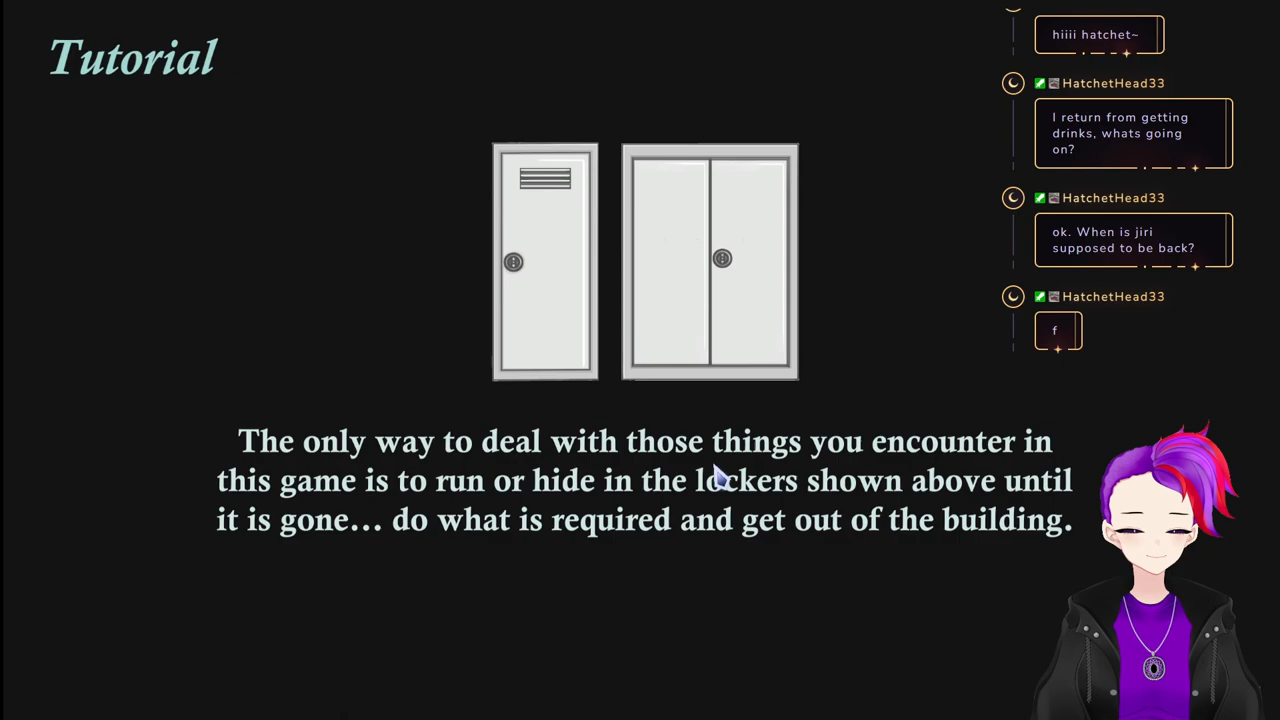 Tutorial
The only way to deal with those things you encounter in
this game is to run or hide in the lockers shown above until
it is gone... do what is required and get out of the building.
hiiii hatchet~
HatchetHead33
I return from getting
drinks, whats going
on?
HatchetHead33
ok. When is jiri
supposed to be back?
HatchetHead33
f